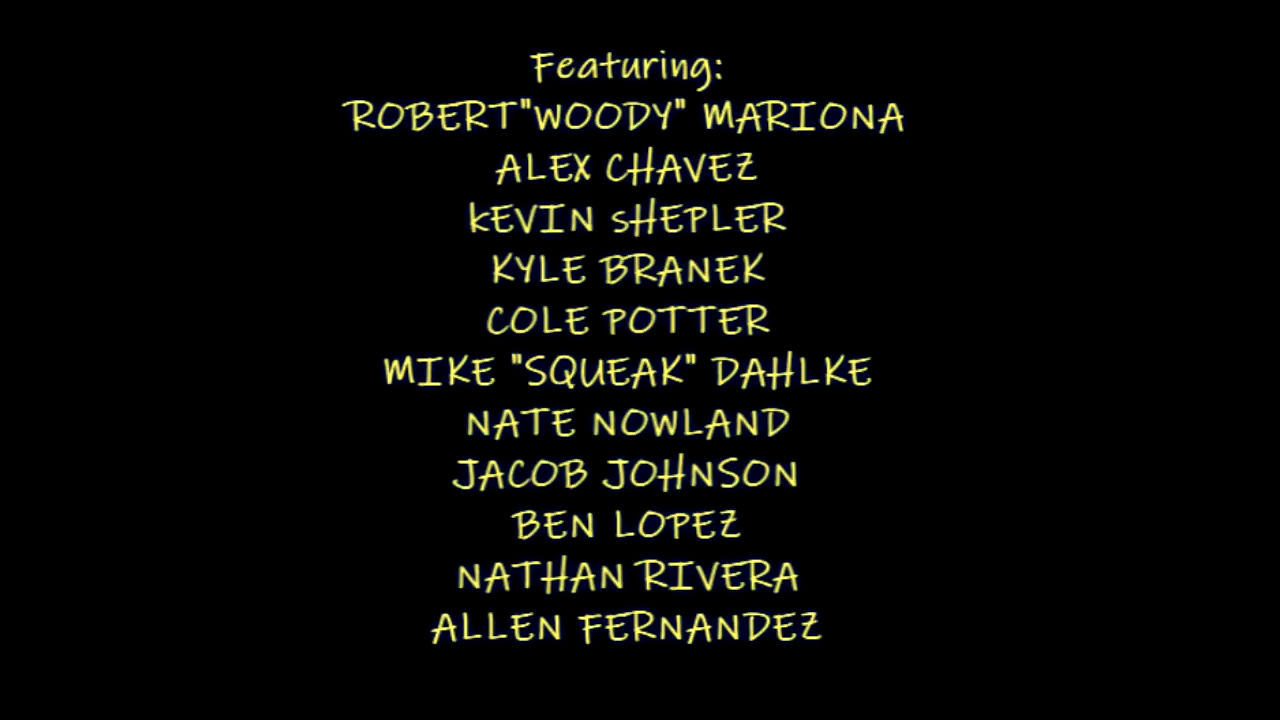 Featuring:
ROBERT"WOODY" MARIONA
ALEX CHAVEZ
KEVIN SHEPLER
KYLE BRANEK
COLE POTTER
MIKE "SQUEAK" DAHLKE
NATE NOWLAND
JACOB JOHNSON
BEN LOPEZ
NATHAN RIVERA
ALLEN FERNANDEZ